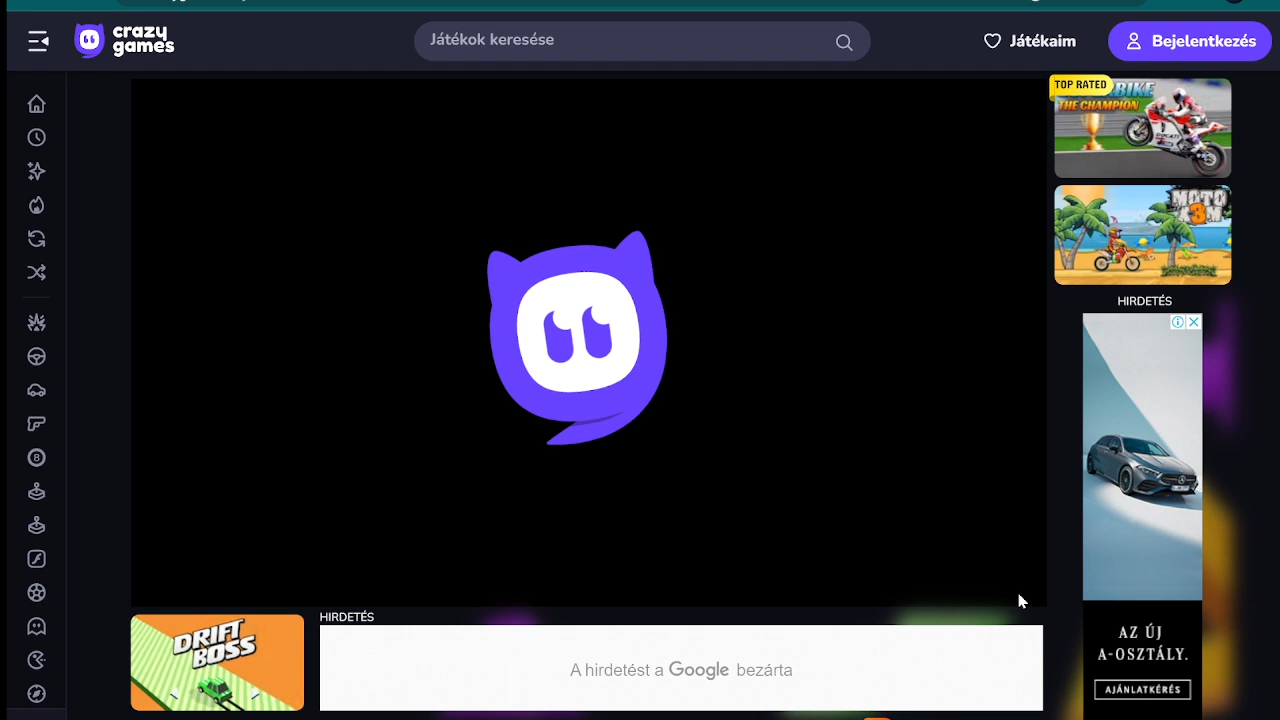 crazy
games
Játékok keresése
Játékaim
Bejelentkezés
TOP RATED
THE CHAMPION
MOTO
X3M
HIRDETÉS
AZ ÚJ
A-OSZTÁLY.
AJÁNLATKÉRÉS
DRIFT
BOSS
HIRDETÉS
A hirdetést a Google bezárta